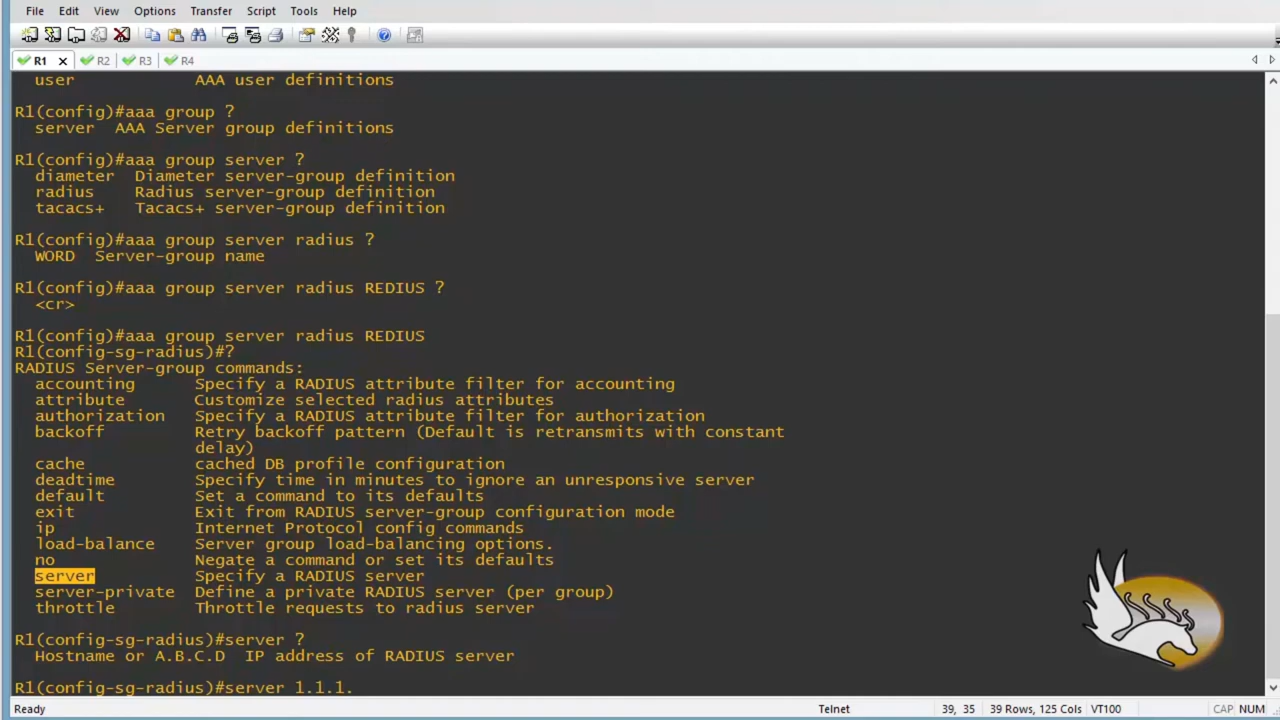 File Edit View Options Transfer Script Tools Help
R1 x R2 R3 R4
user AAA user definitions
R1(config)#aaa group ?
server AAA Server group definitions
R1(config)#aaa group server ?
diameter Diameter server-group definition
radius Radius server-group definition
tacacs+ Tacacs+ server-group definition
R1(config)#aaa group server radius ?
WORD Server-group name
R1(config)#aaa group server radius REDIUS ?
<cr>
R1(config)#aaa group server radius REDIUS
R1(config-sg-radius)#?
RADIUS Server-group commands:
accounting Specify a RADIUS attribute filter for accounting
attribute Customize selected radius attributes
authorization Specify a RADIUS attribute filter for authorization
backoff Retry backoff pattern (Default is retransmits with constant
delay)
cache cached DB profile configuration
deadtime Specify time in minutes to ignore an unresponsive server
default Set a command to its defaults
exit Exit from RADIUS server-group configuration mode
ip Internet Protocol config commands
load-balance Server group load-balancing options.
no Negate a command or set its defaults
server Specify a RADIUS server
server-private Define a private RADIUS server (per group)
throttle Throttle requests to radius server
R1(config-sg-radius)#server ?
Hostname or A.B.C.D IP address of RADIUS server
R1(config-sg-radius)#server 1.1.1.
Ready Telnet 39, 35 39 Rows, 125 Cols VT100 CAP NUM